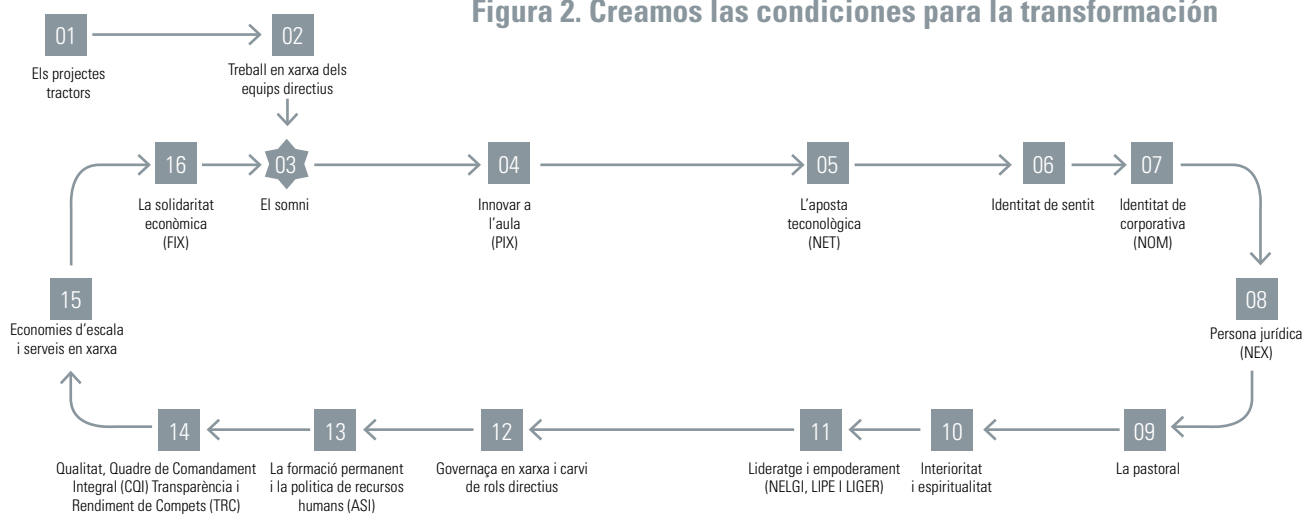 Figura 2. Creamos las condiciones para la transformación
01
Els projectes
tractors
02
Treball en xarxa dels
equips directius
03
El somni
04
Innovar a
l'aula
(PIX)
05
L'aposta
teconològica
(NET)
06
Identitat de sentit
07
Identitat de
corporativa
(NOM)
08
Persona jurídica
(NEX)
09
La pastoral
10
Interioritat
i espiritualitat
11
Lideratge i empoderament
(NELGI, LIPE I LIGER)
12
Governaça en xarxa i carvi
de rols directius
13
La formació permanent
i la politica de recursos
humans (ASI)
14
Qualitat, Quadre de Comandament
Integral (CQI) Transparència i
Rendiment de Compets (TRC)
15
Economies d'escala
i serveis en xarxa
16
La solidaritat
econòmica
(FIX)